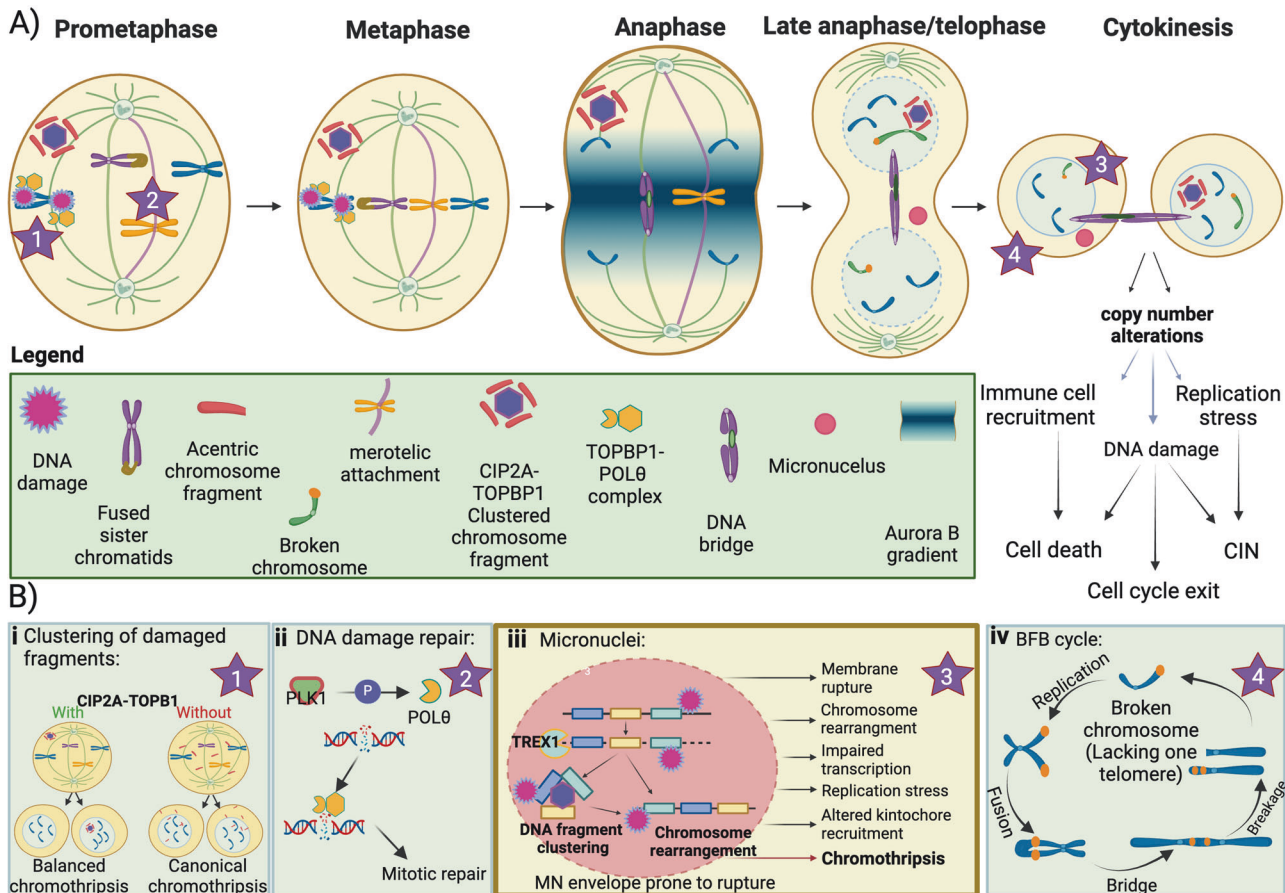 A)
Prometaphase
Metaphase
Anaphase
Late anaphase/telophase
Cytokinesis
1
2
3
4
copy number
alterations
Immune cell
recruitment
Replication
stress
DNA damage
Cell death
CIN
Cell cycle exit
Legend
DNA
damage
Fused
sister
chromatids
Acentric
chromosome
fragment
Broken
chromosome
merotelic
attachment
CIP2A-
TOPBP1
Clustered
chromosome
fragment
TOPBP1-
POLθ
complex
DNA
bridge
Micronucelus
Aurora B
gradient
B)
i Clustering of damaged
fragments:
1
CIP2A-TOPB1
With
Without
Balanced
chromothripsis
Canonical
chromothripsis
ii DNA damage repair:
2
PLK1
P
POLθ
Mitotic repair
iii Micronuclei:
3
TREX1
DNA fragment
clustering
Chromosome
rearrangement
MN envelope prone to rupture
Membrane
rupture
Chromosome
rearrangment
Impaired
transcription
Replication stress
Altered kintochore
recruitment
Chromothripsis
iv BFB cycle:
4
Replication
Broken
chromosome
(Lacking one
telomere)
Fusion
Breakage
Bridge